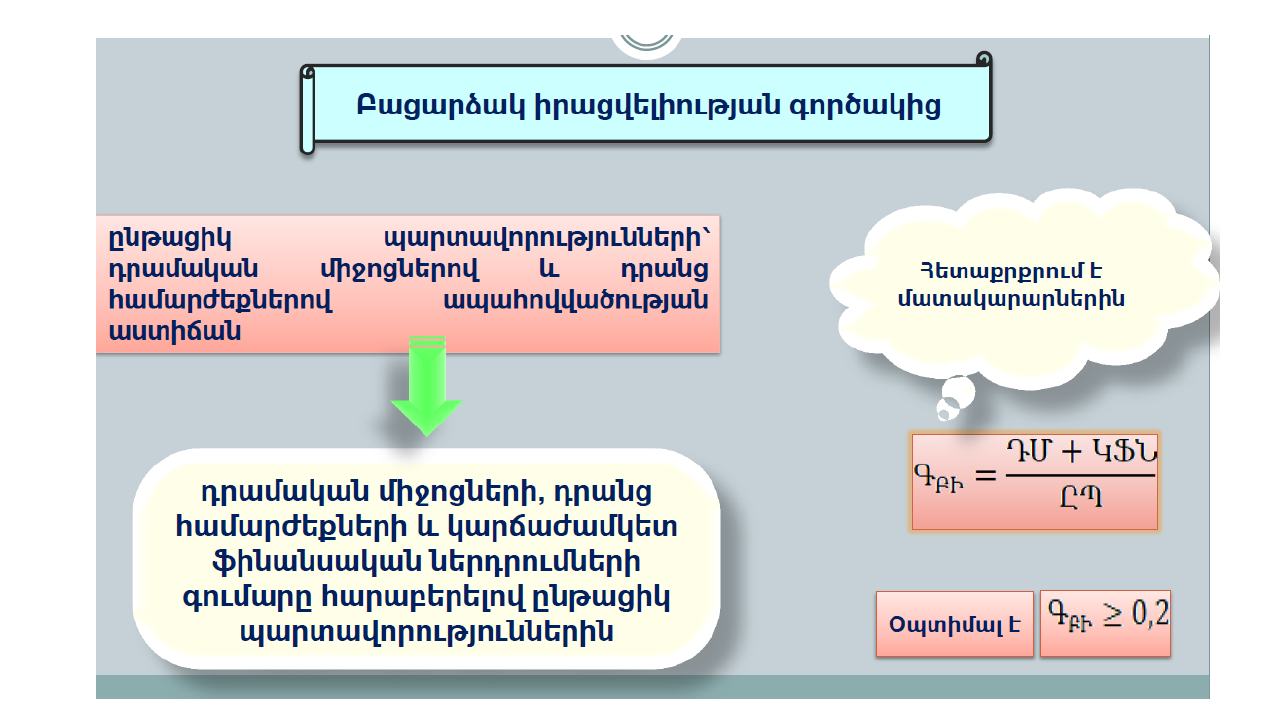 Բացարձակ իրացվելիության գործակից
ընթացիկ պարտավորությունների՝
դրամական միջոցներով և դրանց
համարժեքներով ապահովվածության
աստիճան
Հետաքրքրում է
մատակարարներին
դրամական միջոցների, դրանց
համարժեքների և կարճաժամկետ
ֆինանսական ներդրումների
գումարը հարաբերելով ընթացիկ
պարտավորություններին
ԴՄ + ԿՖՆ
ԳԲԻ =
ԸՊ
Օպտիմալ է
ԳԲԻ ≥ 0,2